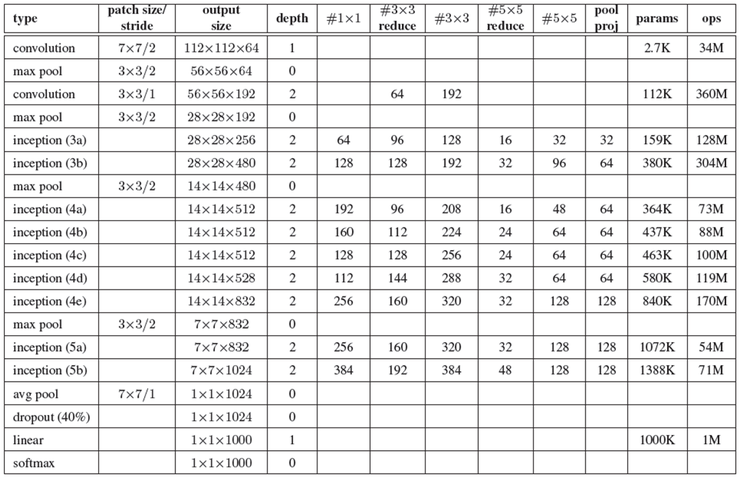 type patch size/ stride output size depth #1×1 #3×3 reduce #3×3 #5×5 reduce #5×5 pool proj params ops
convolution 7×7/2 112×112×64 1 2.7K 34M
max pool 3×3/2 56×56×64 0
convolution 3×3/1 56×56×192 2 64 192 112K 360M
max pool 3×3/2 28×28×192 0
inception (3a) 28×28×256 2 64 96 128 16 32 32 159K 128M
inception (3b) 28×28×480 2 128 128 192 32 96 64 380K 304M
max pool 3×3/2 14×14×480 0
inception (4a) 14×14×512 2 192 96 208 16 48 64 364K 73M
inception (4b) 14×14×512 2 160 112 224 24 64 64 437K 88M
inception (4c) 14×14×512 2 128 128 256 24 64 64 463K 100M
inception (4d) 14×14×528 2 112 144 288 32 64 64 580K 119M
inception (4e) 14×14×832 2 256 160 320 32 128 128 840K 170M
max pool 3×3/2 7×7×832 0
inception (5a) 7×7×832 2 256 160 320 32 128 128 1072K 54M
inception (5b) 7×7×1024 2 384 192 384 48 128 128 1388K 71M
avg pool 7×7/1 1×1×1024 0
dropout (40%) 1×1×1024 0
linear 1×1×1000 1 1000K 1M
softmax 1×1×1000 0